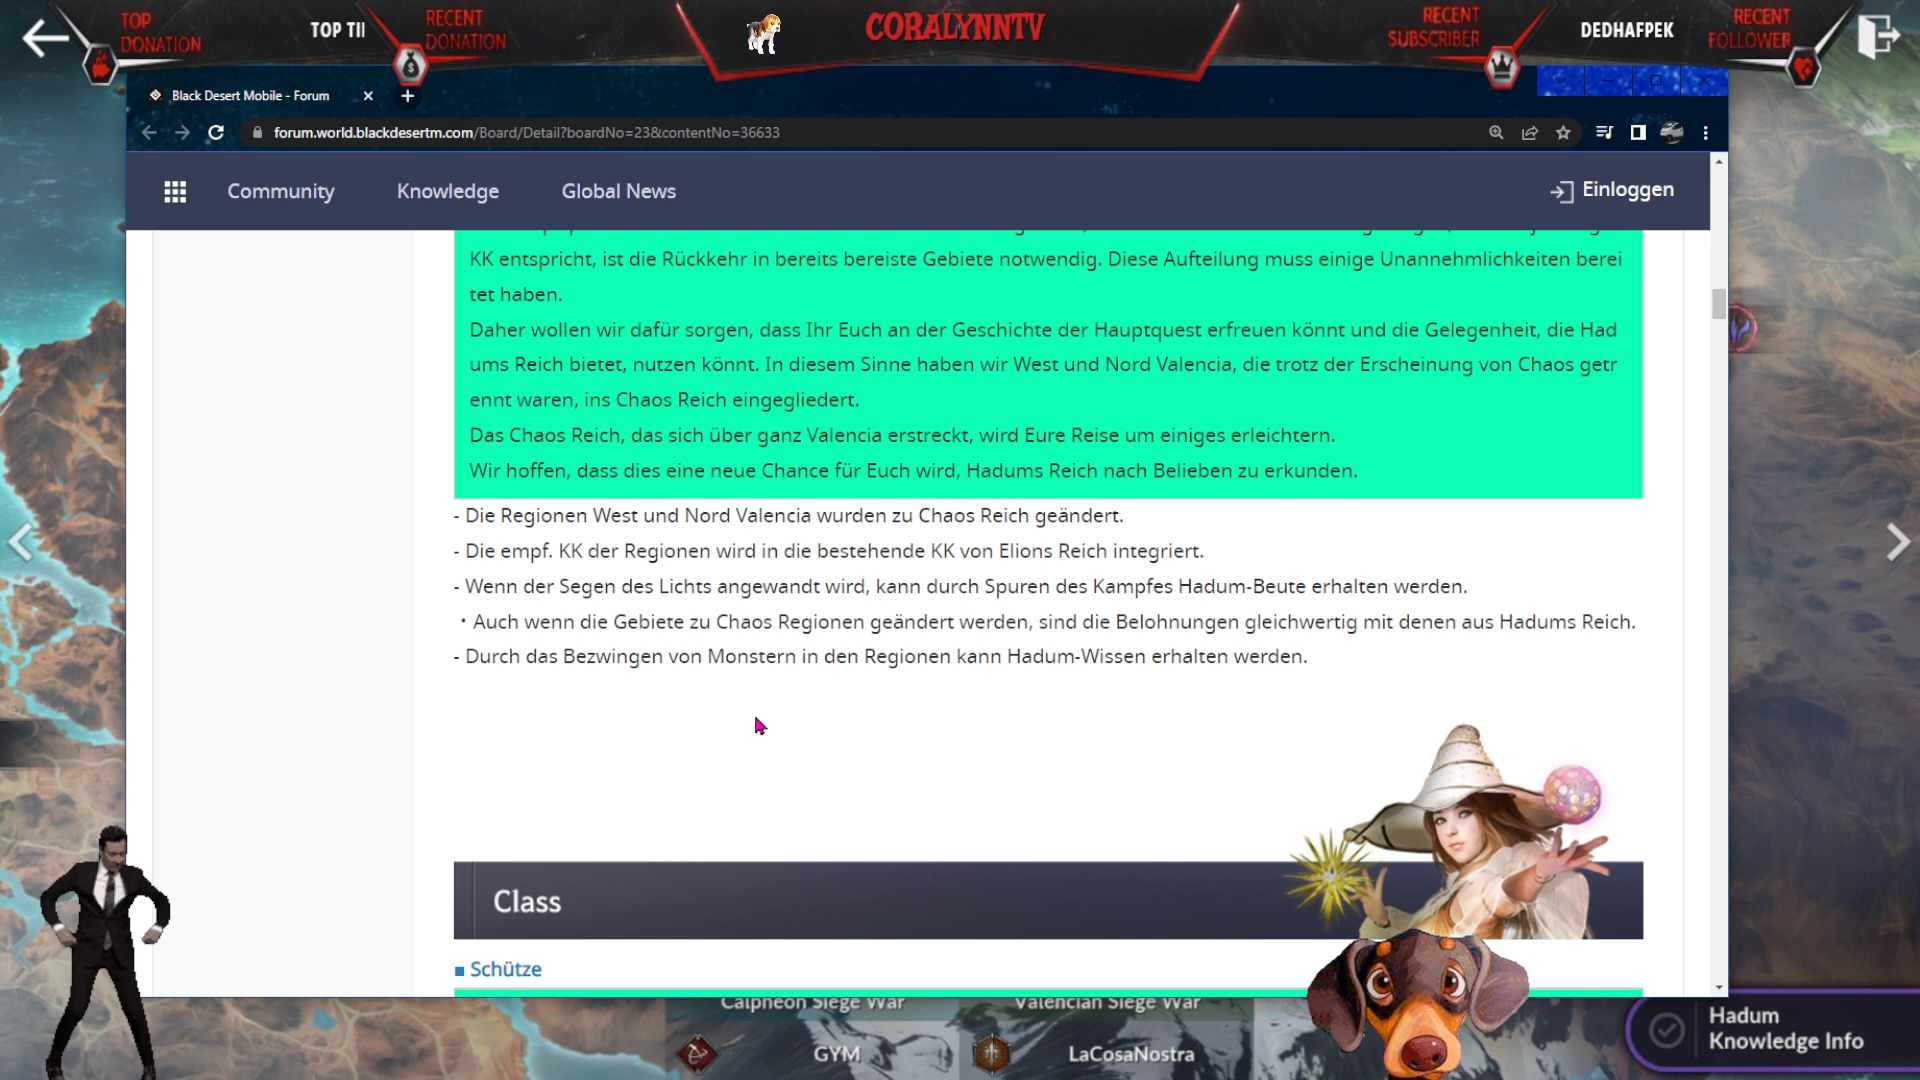 TOP
DONATION
TOP TII
RECENT
DONATION
CORALYNNTV
RECENT
SUBSCRIBER
DEDHAFPEK
RECENT
FOLLOWER
Black Desert Mobile - Forum
forum.world.blackdesertm.com/Board/Detail?boardNo=23&contentNo=36633
Community Knowledge Global News
Einloggen
KK entspricht, ist die Rückkehr in bereits bereiste Gebiete notwendig. Diese Aufteilung muss einige Unannehmlichkeiten berei
tet haben.
Daher wollen wir dafür sorgen, dass Ihr Euch an der Geschichte der Hauptquest erfreuen könnt und die Gelegenheit, die Had
ums Reich bietet, nutzen könnt. In diesem Sinne haben wir West und Nord Valencia, die trotz der Erscheinung von Chaos getr
ennt waren, ins Chaos Reich eingegliedert.
Das Chaos Reich, das sich über ganz Valencia erstreckt, wird Eure Reise um einiges erleichtern.
Wir hoffen, dass dies eine neue Chance für Euch wird, Hadums Reich nach Belieben zu erkunden.
- Die Regionen West und Nord Valencia wurden zu Chaos Reich geändert.
- Die empf. KK der Regionen wird in die bestehende KK von Elions Reich integriert.
- Wenn der Segen des Lichts angewandt wird, kann durch Spuren des Kampfes Hadum-Beute erhalten werden.
・Auch wenn die Gebiete zu Chaos Regionen geändert werden, sind die Belohnungen gleichwertig mit denen aus Hadums Reich.
- Durch das Bezwingen von Monstern in den Regionen kann Hadum-Wissen erhalten werden.
Class
■ Schütze
Calpheon Siege War
Valencian Siege War
GYM
LaCosaNostra
Hadum
Knowledge Info